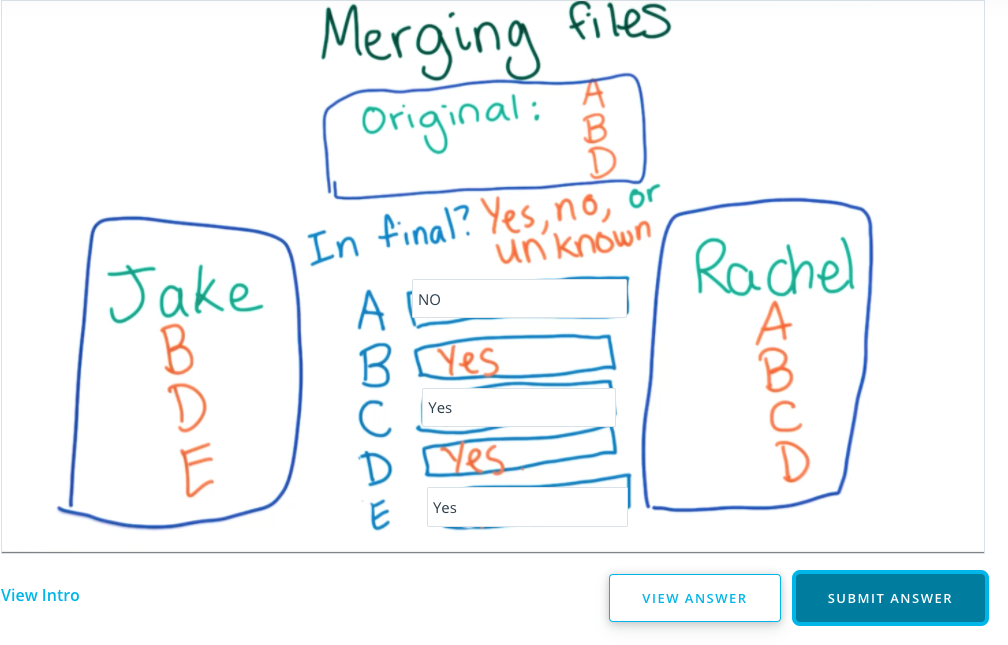 Merging files
Original: A
B
D
In final? Yes, no, or
unknown
Jake
B
D
E
A NO
B Yes
C Yes
D Yes
E Yes
Rachel
A
B
C
D
View Intro
VIEW ANSWER
SUBMIT ANSWER